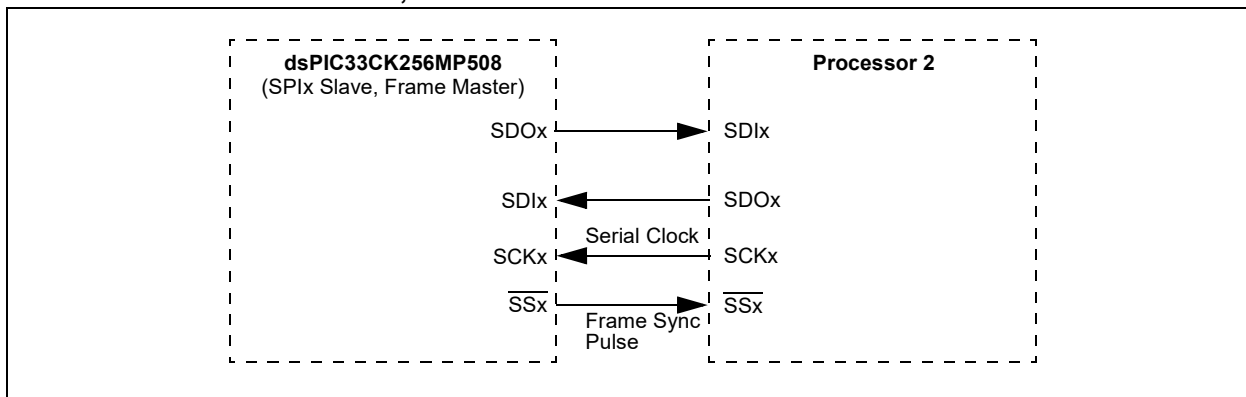 dsPIC33CK256MP508
(SPIx Slave, Frame Master)
Processor 2
SDOx
SDIx
SDIx
SDOx
Serial Clock
SCKx
SCKx
SSx
SSx
Frame Sync
Pulse